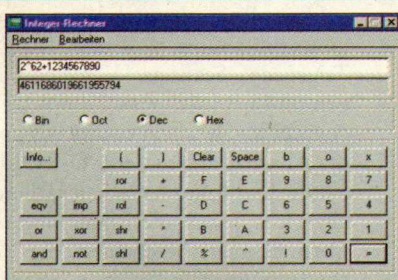 Integer-Rechner
Rechner Bearbeiten
2^62+1234567890
4611686019661955794
Bin Oct Dec Hex
Info... ( ) Clear Space b o x
ror + F E 9 8 7
eqv imp rol - D C 6 5 4
or xor shr * B A 3 2 1
and not shl / % ^ ! 0 =